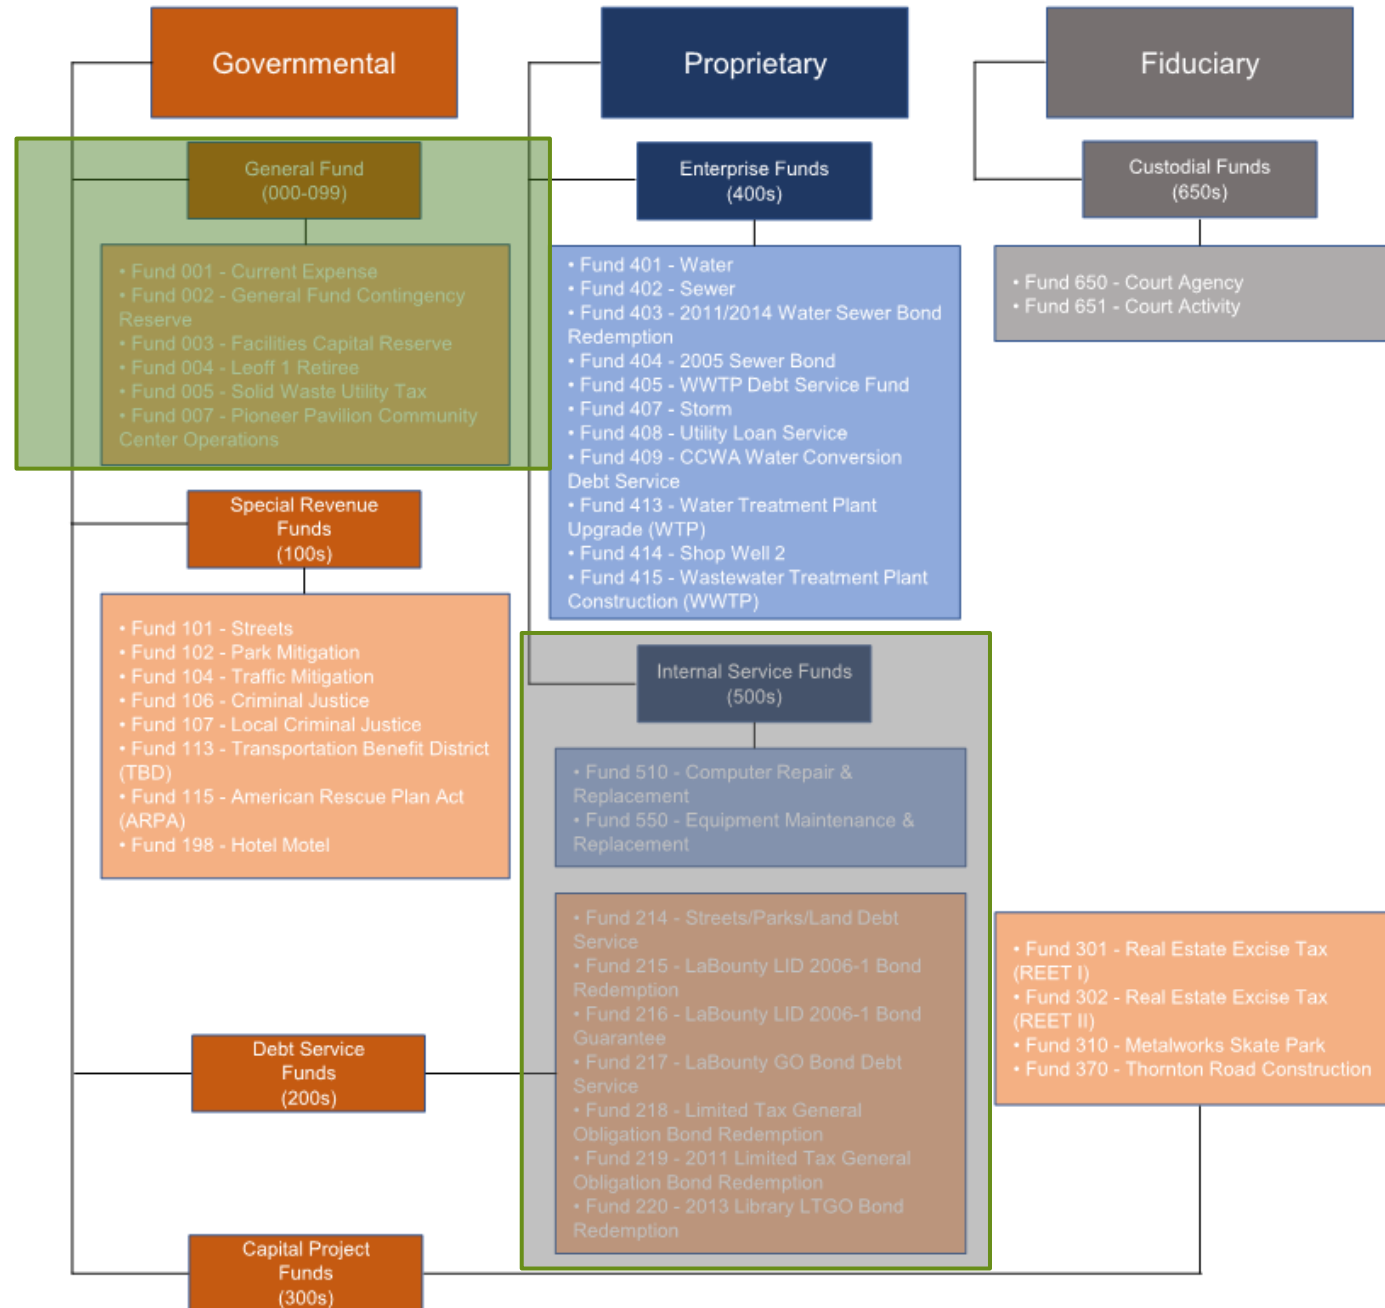 Governmental
General Fund
(000-099)
• Fund 001 - Current Expense
• Fund 002 - General Fund Contingency
Reserve
• Fund 003 - Facilities Capital Reserve
• Fund 004 - Leoff 1 Retiree
• Fund 005 - Solid Waste Utility Tax
• Fund 007 - Pioneer Pavilion Community
Center Operations
Special Revenue
Funds
(100s)
• Fund 101 - Streets
• Fund 102 - Park Mitigation
• Fund 104 - Traffic Mitigation
• Fund 106 - Criminal Justice
• Fund 107 - Local Criminal Justice
• Fund 113 - Transportation Benefit District
(TBD)
• Fund 115 - American Rescue Plan Act
(ARPA)
• Fund 198 - Hotel Motel
Debt Service
Funds
(200s)
• Fund 214 - Streets/Parks/Land Debt
Service
• Fund 215 - LaBounty LID 2006-1 Bond
Redemption
• Fund 216 - LaBounty LID 2006-1 Bond
Guarantee
• Fund 217 - LaBounty GO Bond Debt
Service
• Fund 218 - Limited Tax General
Obligation Bond Redemption
• Fund 219 - 2011 Limited Tax General
Obligation Bond Redemption
• Fund 220 - 2013 Library LTGO Bond
Redemption
Capital Project
Funds
(300s)
• Fund 301 - Real Estate Excise Tax
(REET I)
• Fund 302 - Real Estate Excise Tax
(REET II)
• Fund 310 - Metalworks Skate Park
• Fund 370 - Thornton Road Construction
Proprietary
Enterprise Funds
(400s)
• Fund 401 - Water
• Fund 402 - Sewer
• Fund 403 - 2011/2014 Water Sewer Bond
Redemption
• Fund 404 - 2005 Sewer Bond
• Fund 405 - WWTP Debt Service Fund
• Fund 407 - Storm
• Fund 408 - Utility Loan Service
• Fund 409 - CCWA Water Conversion
Debt Service
• Fund 413 - Water Treatment Plant
Upgrade (WTP)
• Fund 414 - Shop Well 2
• Fund 415 - Wastewater Treatment Plant
Construction (WWTP)
Internal Service Funds
(500s)
• Fund 510 - Computer Repair &
Replacement
• Fund 550 - Equipment Maintenance &
Replacement
Fiduciary
Custodial Funds
(650s)
• Fund 650 - Court Agency
• Fund 651 - Court Activity